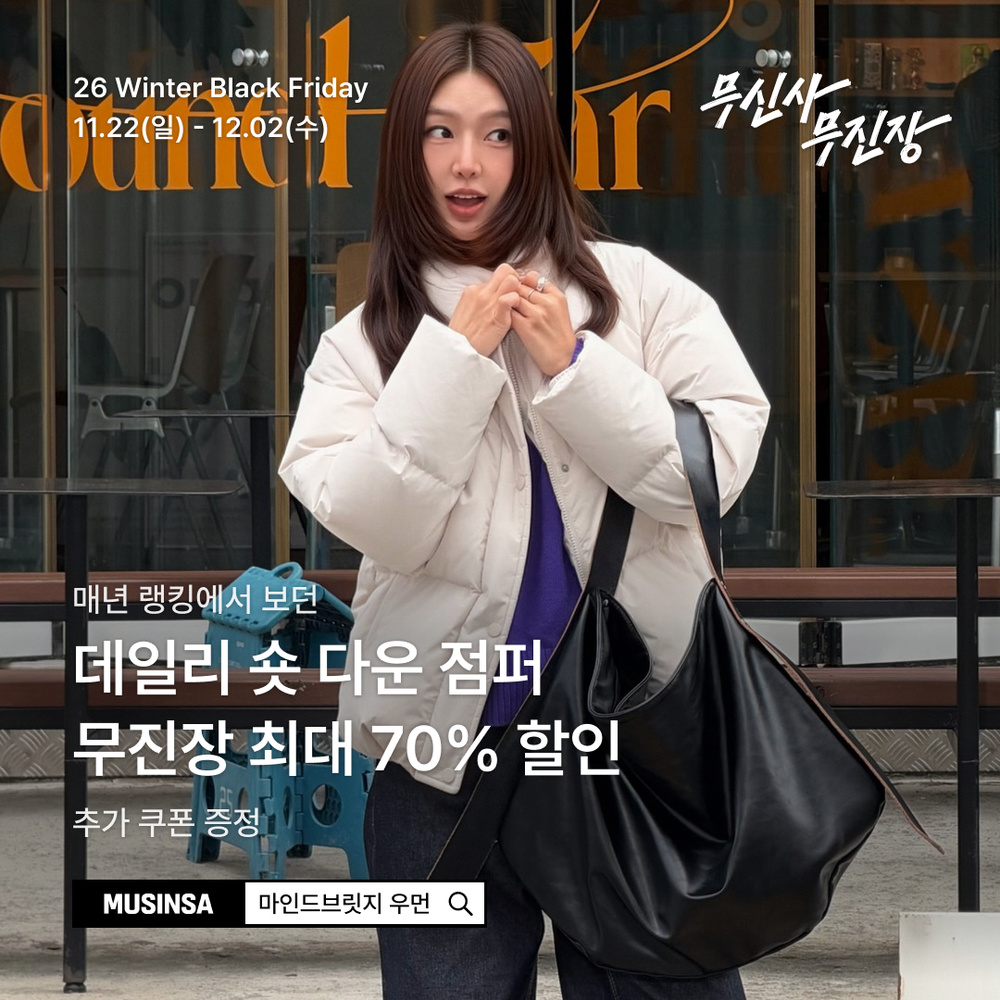 26 Winter Black Friday
11.22(일) - 12.02(수)
무신사
무진장
매년 랭킹에서 보던
데일리 숏 다운 점퍼
무진장 최대 70% 할인
추가 쿠폰 증정
MUSINSA 마인드브릿지 우먼
25